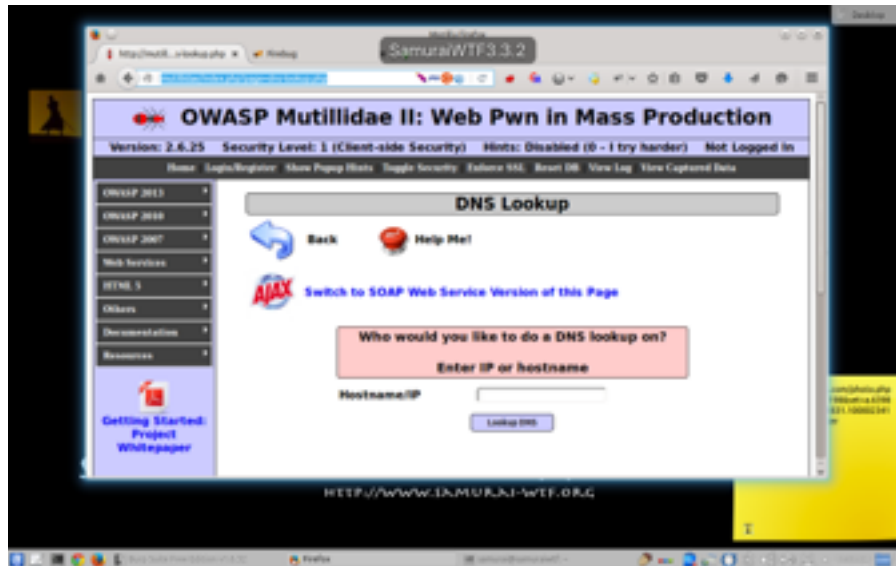 Desktop
SamuraiWTF3.3.2
Firebug
OWASP Mutillidae II: Web Pwn in Mass Production
Version: 2.6.25 Security Level: 1 (Client-side Security) Hints: Disabled (0 - I try harder) Not Logged In
Home Login/Register Show Popup Hints Toggle Security Enforce SSL Reset DB View Log View Captured Data
OWASP 2013
OWASP 2010
OWASP 2007
Web Services
HTML 5
Others
Documentation
Resources
Getting Started:
Project
Whitepaper
DNS Lookup
Back
Help Me!
AJAX
Switch to SOAP Web Service Version of this Page
Who would you like to do a DNS lookup on?
Enter IP or hostname
Hostname/IP
Lookup DNS
HTTP://WWW.SAMURAI-WTF.ORG
Firefox